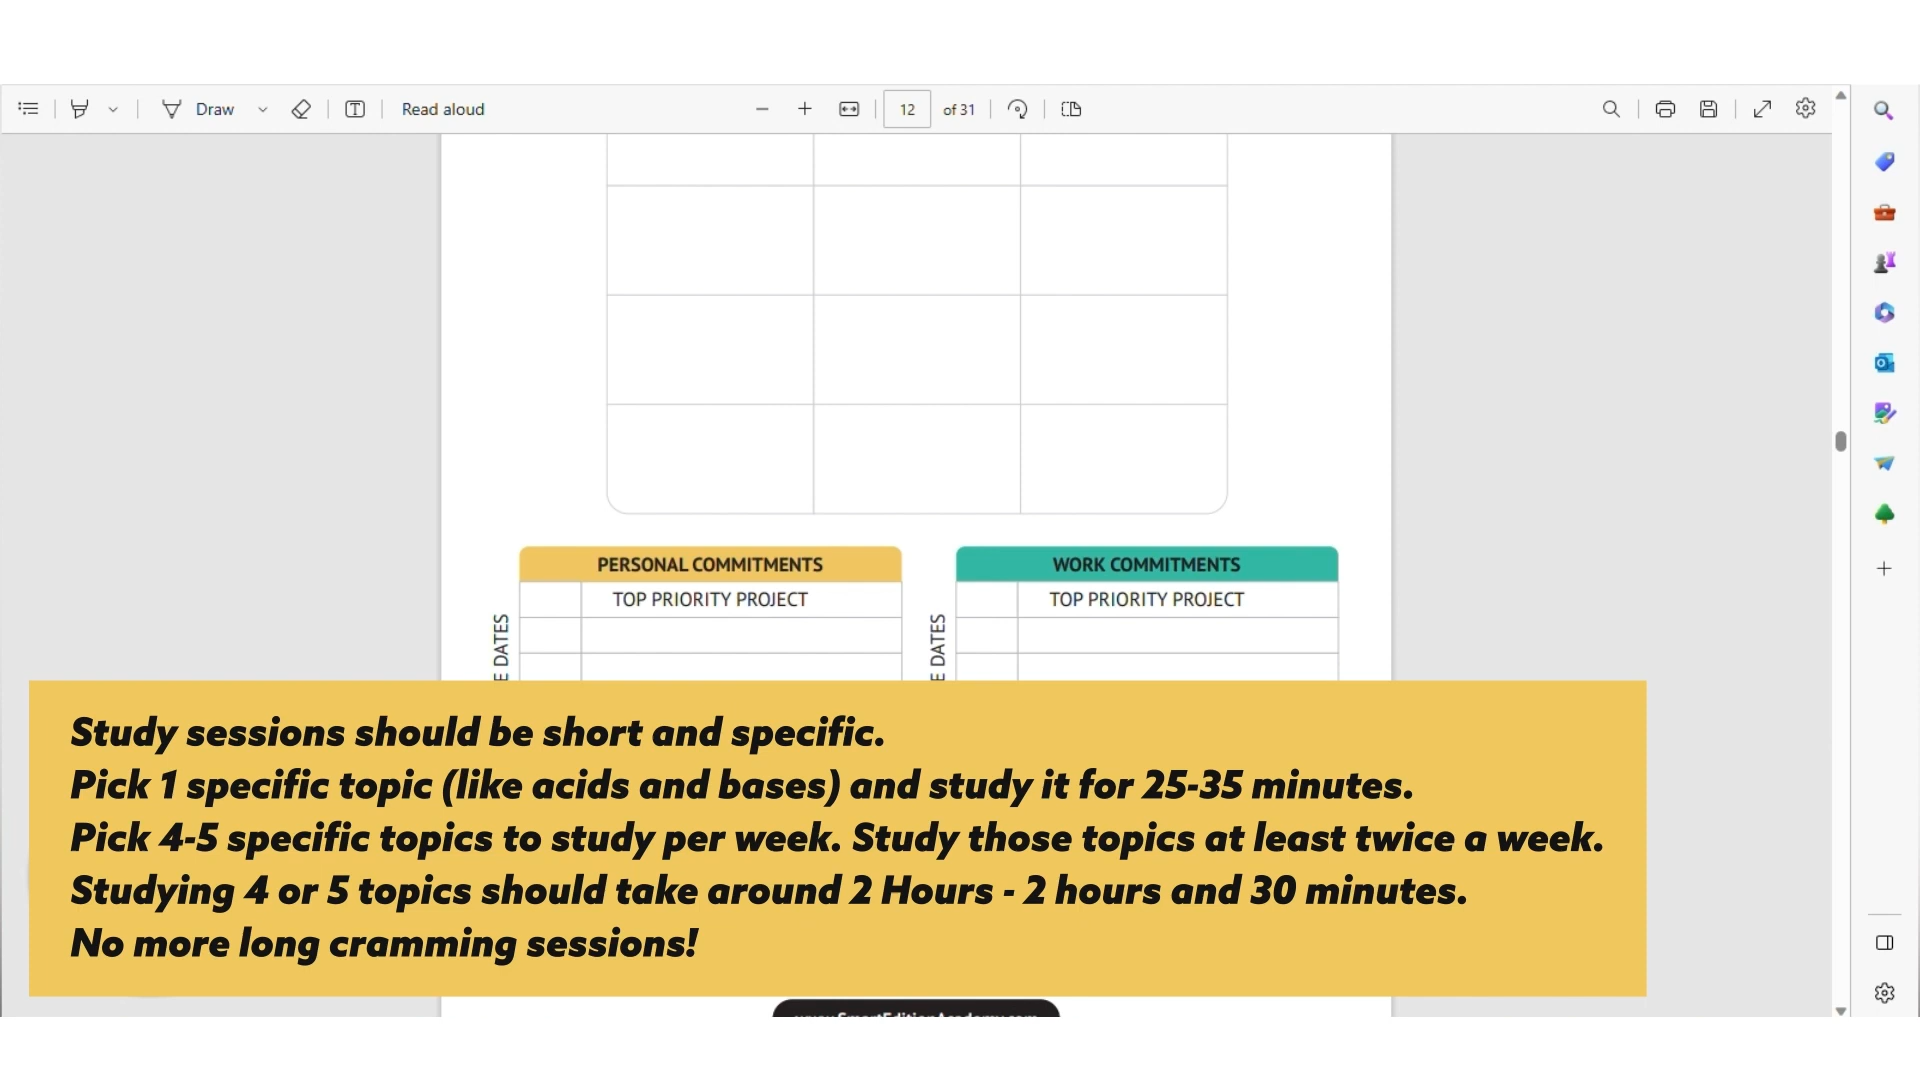 Draw
Read aloud
12 of 31
PERSONAL COMMITMENTS
TOP PRIORITY PROJECT
DATES
WORK COMMITMENTS
TOP PRIORITY PROJECT
DATES
Study sessions should be short and specific.
Pick 1 specific topic (like acids and bases) and study it for 25-35 minutes.
Pick 4-5 specific topics to study per week. Study those topics at least twice a week.
Studying 4 or 5 topics should take around 2 Hours - 2 hours and 30 minutes.
No more long cramming sessions!
www.SmartEditionAcademy.com